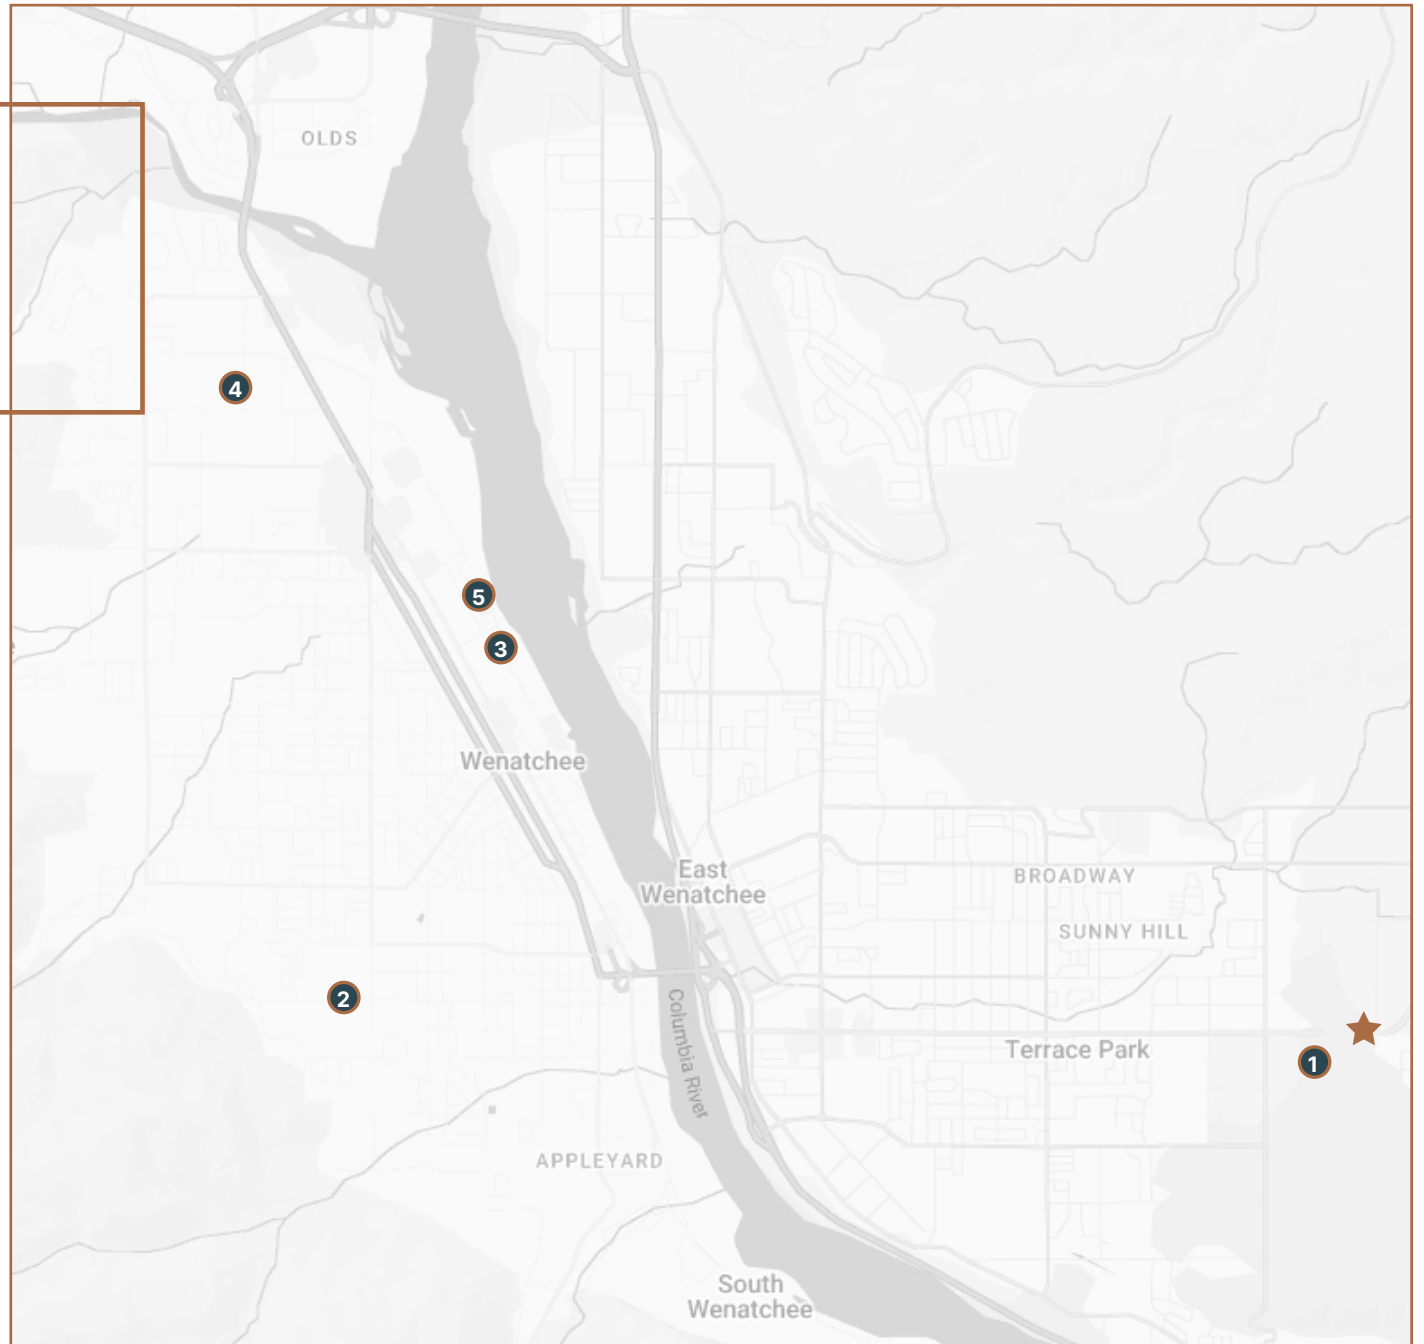 OLDS
4
5
3
Wenatchee
East
Wenatchee
BROADWAY
SUNNY HILL
2
Columbia River
Terrace Park
1
APPLEYARD
South
Wenatchee